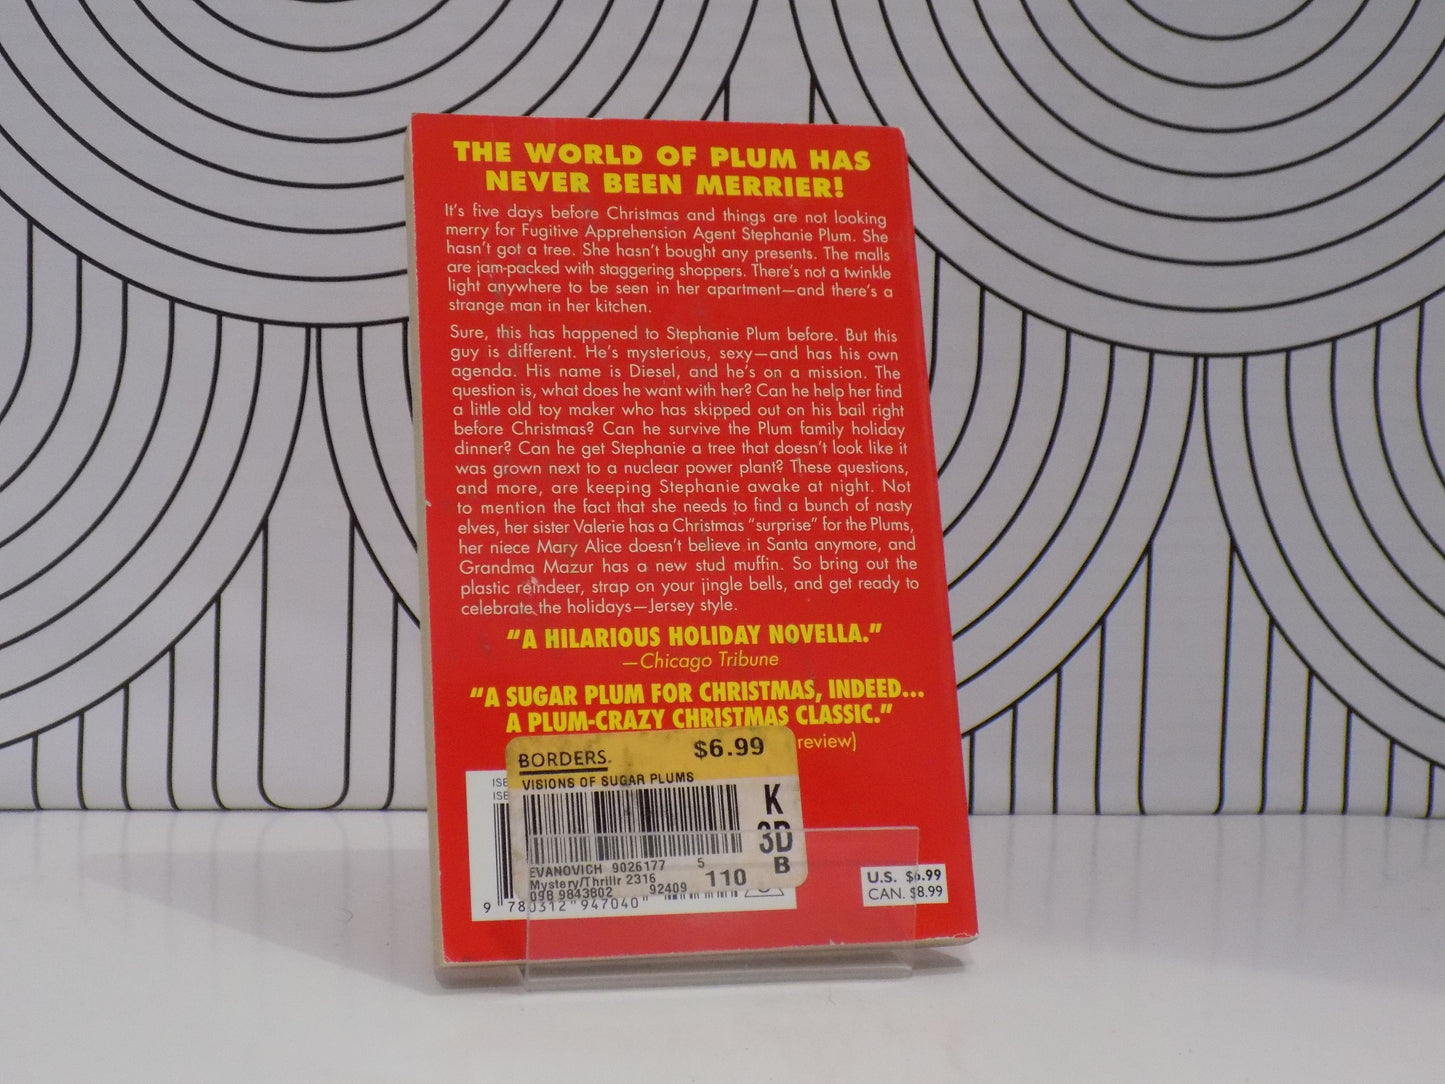 THE WORLD OF PLUM HAS
NEVER BEEN MERRIER!
It's five days before Christmas and things are not looking
merry for Fugitive Apprehension Agent Stephanie Plum. She
hasn't got a tree. She hasn't bought any presents. The malls
are jam-packed with staggering shoppers. There's not a twinkle
light anywhere to be seen in her apartment—and there's a
strange man in her kitchen.
Sure, this has happened to Stephanie Plum before. But this
guy is different. He's mysterious, sexy—and has his own
agenda. His name is Diesel, and he's on a mission. The
question is, what does he want with her? Can he help her find
a little old toy maker who has skipped out on his bail right
before Christmas? Can he survive the Plum family holiday
dinner? Can he get Stephanie a tree that doesn't look like it
was grown next to a nuclear power plant? These questions,
and more, are keeping Stephanie awake at night. Not
to mention the fact that she needs to find a bunch of nasty
elves, her sister Valerie has a Christmas "surprise" for the Plums,
her niece Mary Alice doesn't believe in Santa anymore, and
Grandma Mazur has a new stud muffin. So bring out the
plastic reindeer, strap on your jingle bells, and get ready to
celebrate the holidays—Jersey style.
"A HILARIOUS HOLIDAY NOVELLA."
—Chicago Tribune
"A SUGAR PLUM FOR CHRISTMAS, INDEED...
A PLUM-CRAZY CHRISTMAS CLASSIC."
review)
BORDERS. $6.99
VISIONS OF SUGAR PLUMS
K
3D
B
EVANOVICH 9026177 5
Mystery/Thrillr 2316
098 9843802 92409 110
9 780312 947040
U.S. $6.99
CAN. $8.99